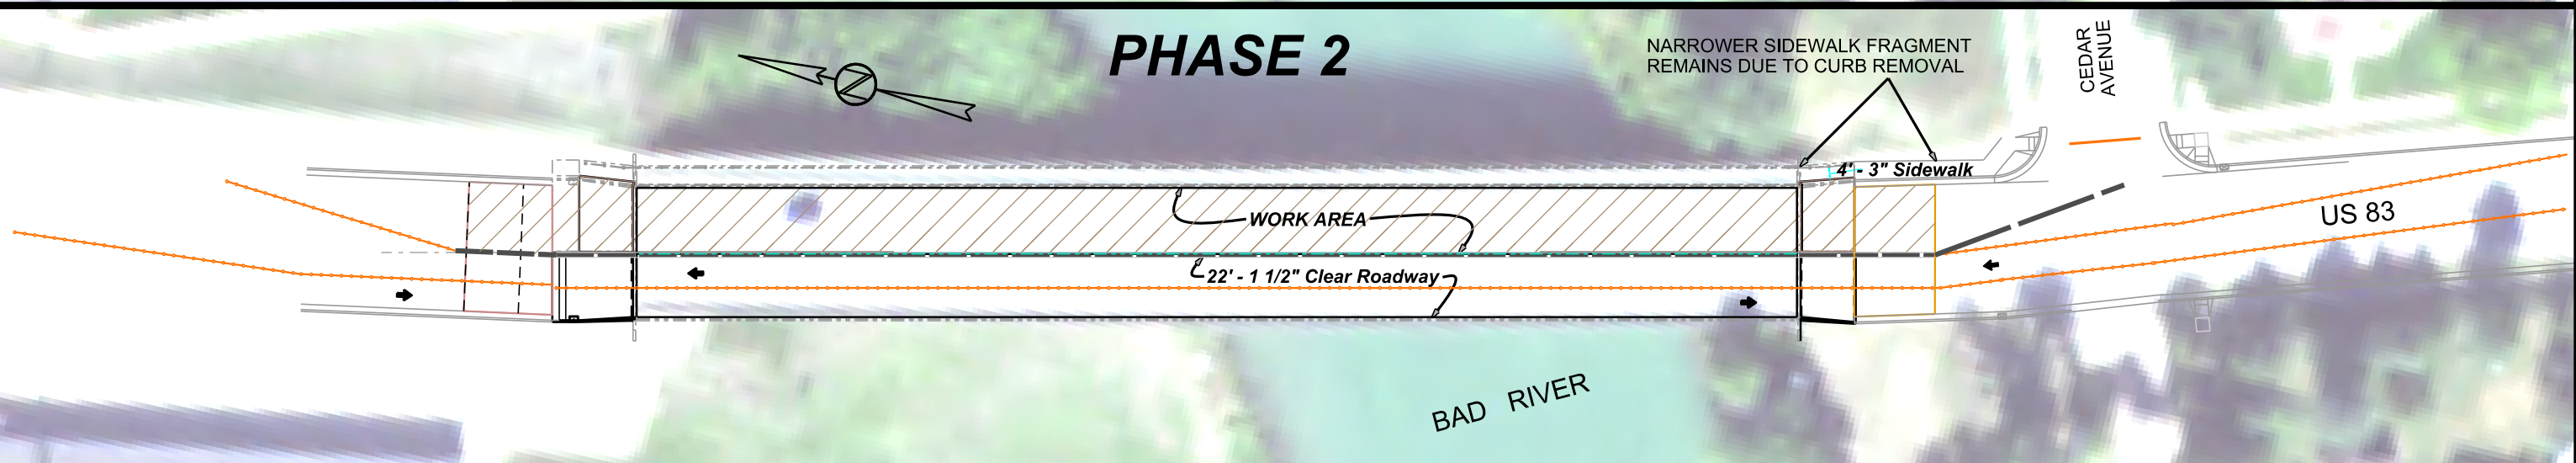 PHASE 2
NARROWER SIDEWALK FRAGMENT
REMAINS DUE TO CURB REMOVAL
CEDAR
AVENUE
4' - 3" Sidewalk
WORK AREA
US 83
22' - 1 1/2" Clear Roadway
BAD RIVER